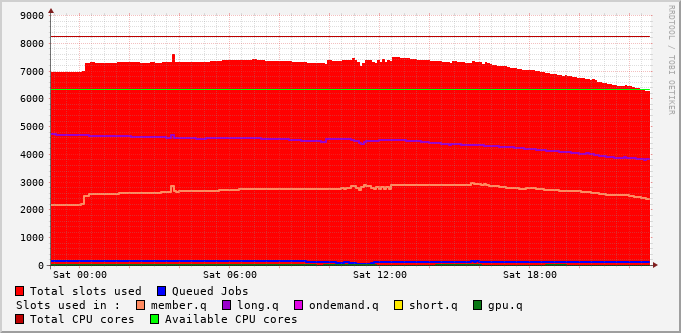 9000
8000
7000
6000
5000
4000
3000
2000
1000
0
Sat 00:00 Sat 06:00 Sat 12:00 Sat 18:00
Total slots used Queued Jobs
Slots used in : member.q long.q ondemand.q short.q gpu.q
Total CPU cores Available CPU cores
RRDTOOL / TOBI OETIKER